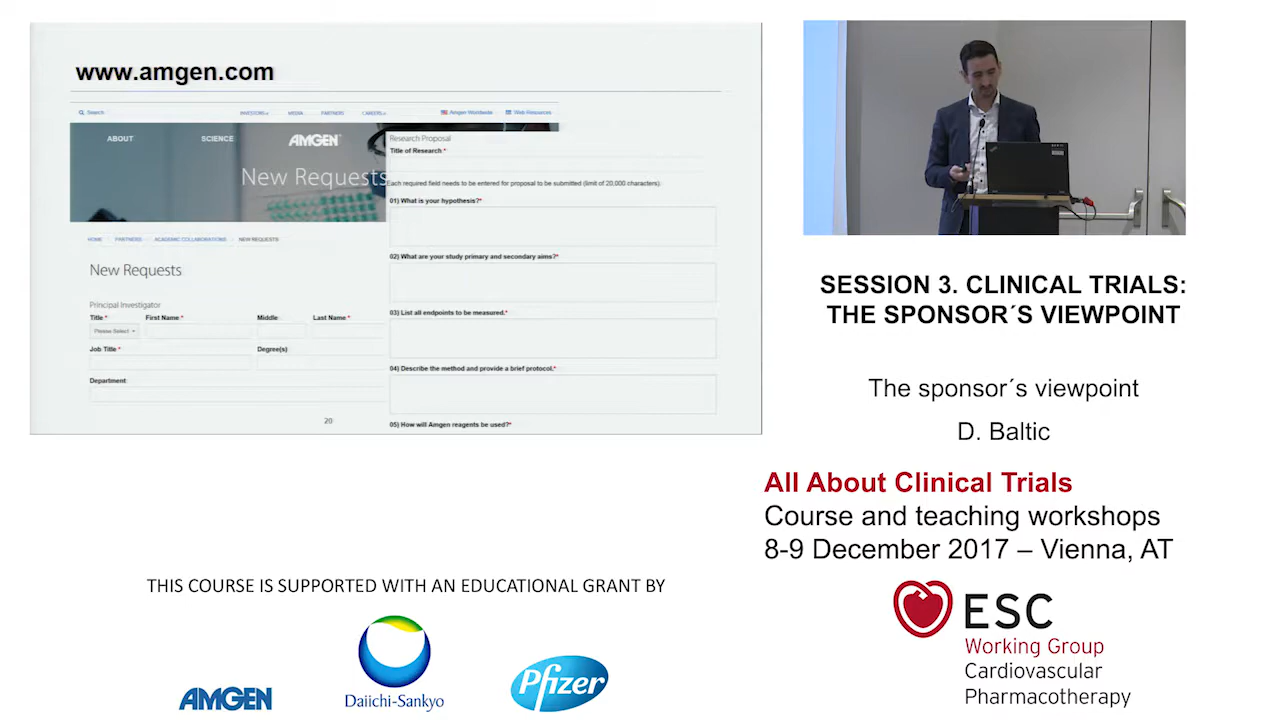 www.amgen.com
Search
INVESTORS
MEDIA
PARTNERS
CAREERS
Amgen Worldwide
Web Resources
ABOUT
SCIENCE
AMGEN
New Requests
HOME
PARTNERS
ACADEMIC COLLABORATIONS
NEW REQUESTS
New Requests
Principal Investigator
Title *
First Name *
Middle
Last Name *
Please Select
Job Title *
Degree(s)
Department
Research Proposal
Title of Research *
Each required field needs to be entered for proposal to be submitted (limit of 20,000 characters)
01) What is your hypothesis?*
02) What are your study primary and secondary aims?*
03) List all endpoints to be measured.*
04) Describe the method and provide a brief protocol.*
05) How will Amgen reagents be used?*
20
SESSION 3. CLINICAL TRIALS:
THE SPONSOR´S VIEWPOINT
The sponsor´s viewpoint
D. Baltic
All About Clinical Trials
Course and teaching workshops
8-9 December 2017 – Vienna, AT
THIS COURSE IS SUPPORTED WITH AN EDUCATIONAL GRANT BY
AMGEN
Daiichi-Sankyo
Pfizer
ESC
Working Group
Cardiovascular
Pharmacotherapy